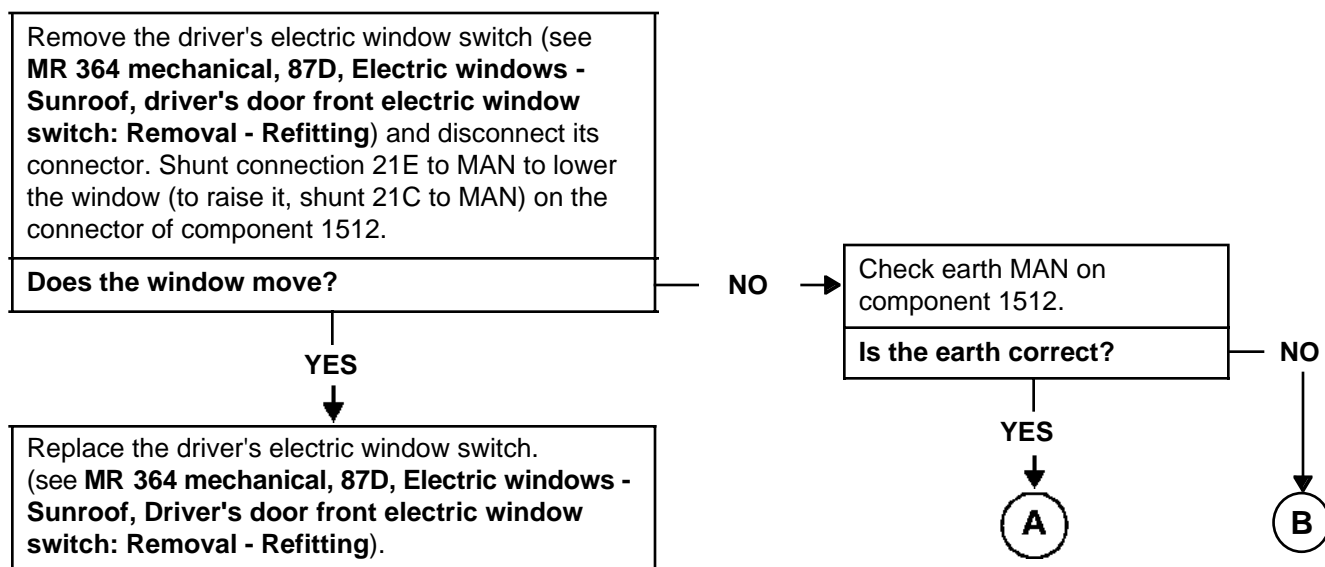 Remove the driver's electric window switch (see
MR 364 mechanical, 87D, Electric windows -
Sunroof, driver's door front electric window
switch: Removal - Refitting) and disconnect its
connector. Shunt connection 21E to MAN to lower
the window (to raise it, shunt 21C to MAN) on the
connector of component 1512.
Does the window move?
NO
Check earth MAN on
component 1512.
Is the earth correct?
NO
YES
YES
Replace the driver's electric window switch.
(see MR 364 mechanical, 87D, Electric windows -
Sunroof, Driver's door front electric window
switch: Removal - Refitting).
A
B